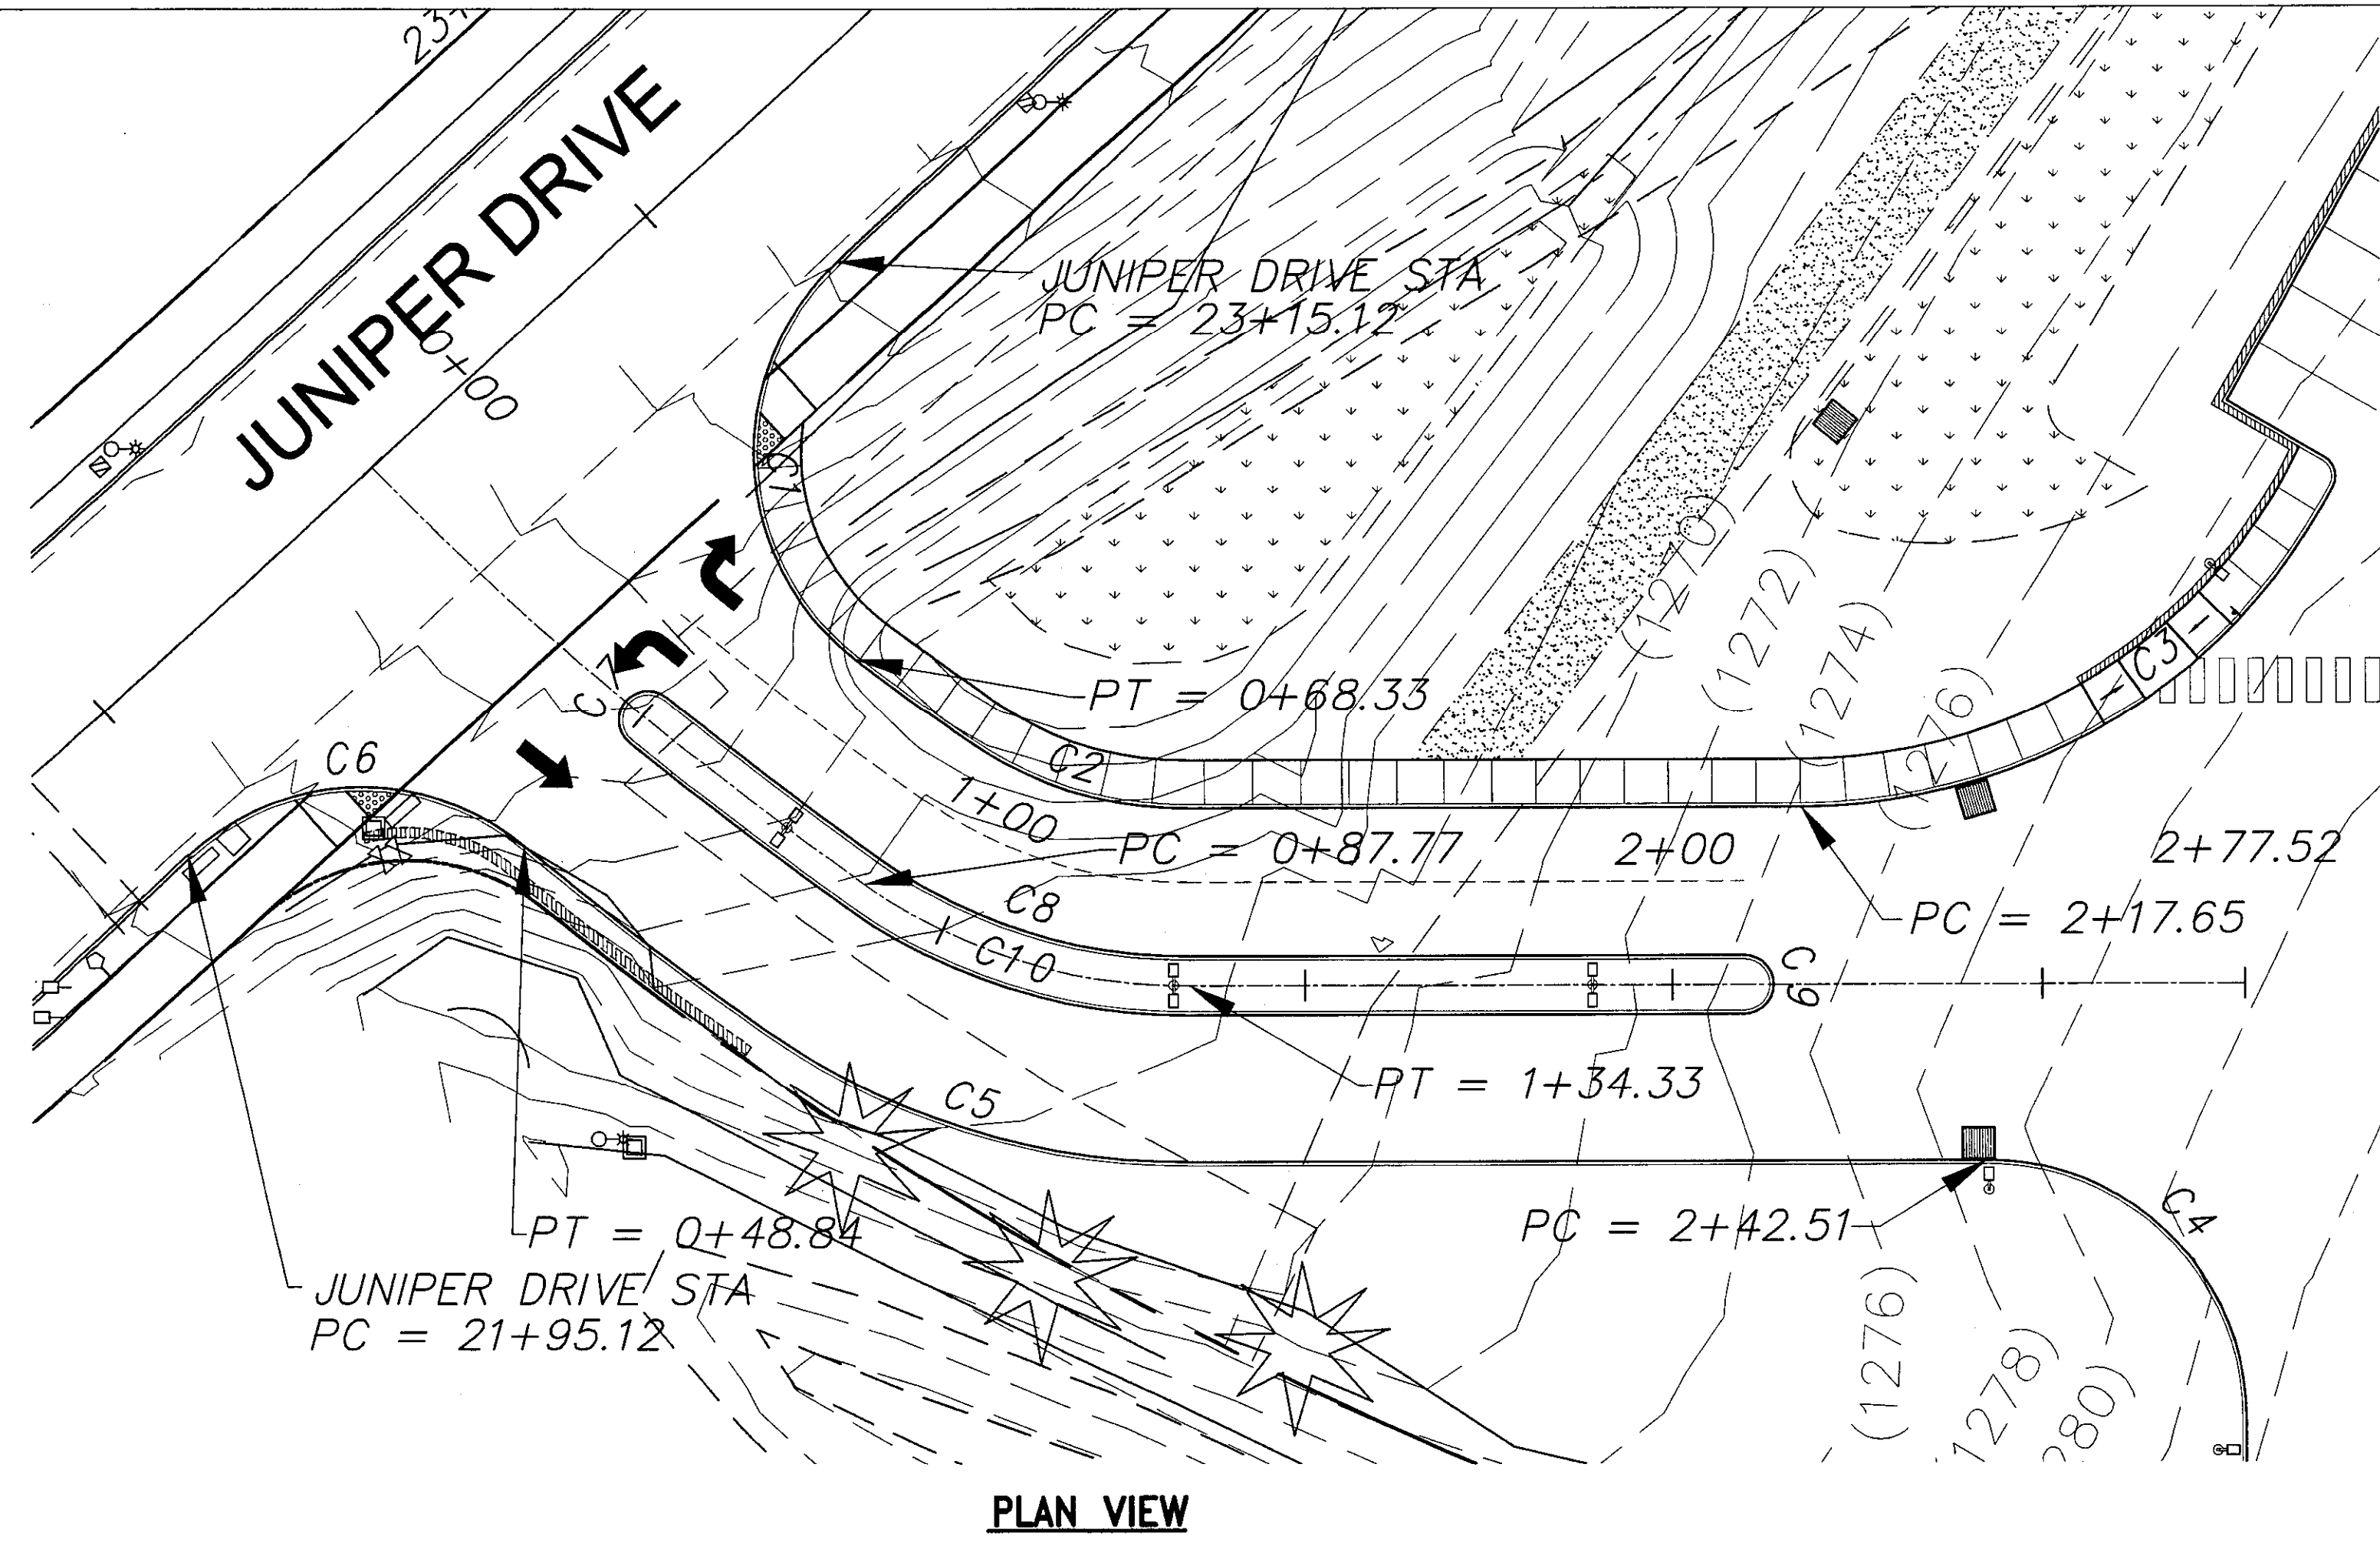 23+
JUNIPER DRIVE
0+00
JUNIPER DRIVE STA
PC = 23+15.12
C1
(1270)
(1272)
(1274)
(1276)
C3
C7
PT = 0+68.33
C2
C6
1+00
PC = 0+87.77
2+00
2+77.52
C8
PC = 2+17.65
C10
C9
PT = 1+34.33
C5
C4
PT = 0+48.84
PC = 2+42.51
JUNIPER DRIVE STA
PC = 21+95.12
(1276)
1278)
280)
PLAN VIEW